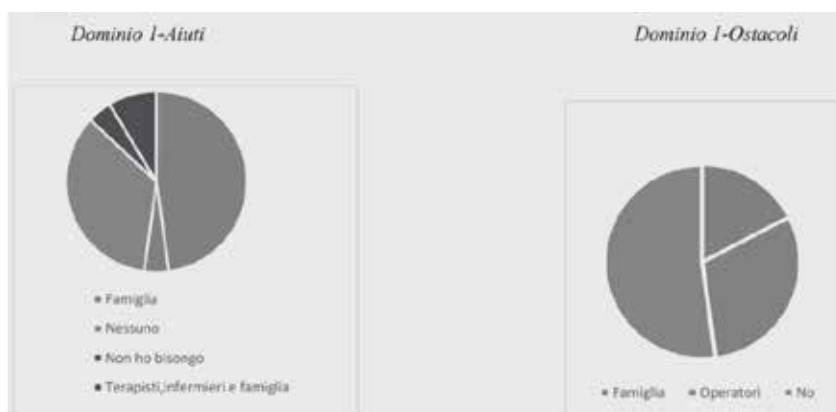 Dominio 1-Aiuti
Famiglia
Nessuno
Non ho bisongo
Terapisti,infermieri e famiglia
Dominio 1-Ostacoli
Famiglia Operatori No